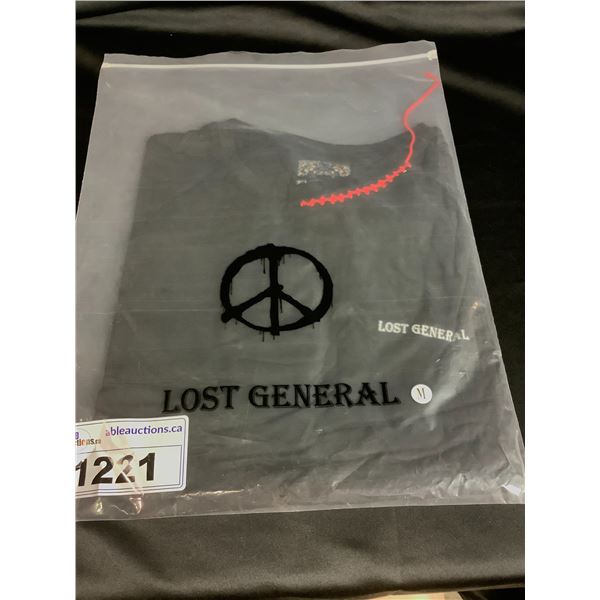 LOST GENERAL
LOST GENERAL M
ableauctions.ca
1221